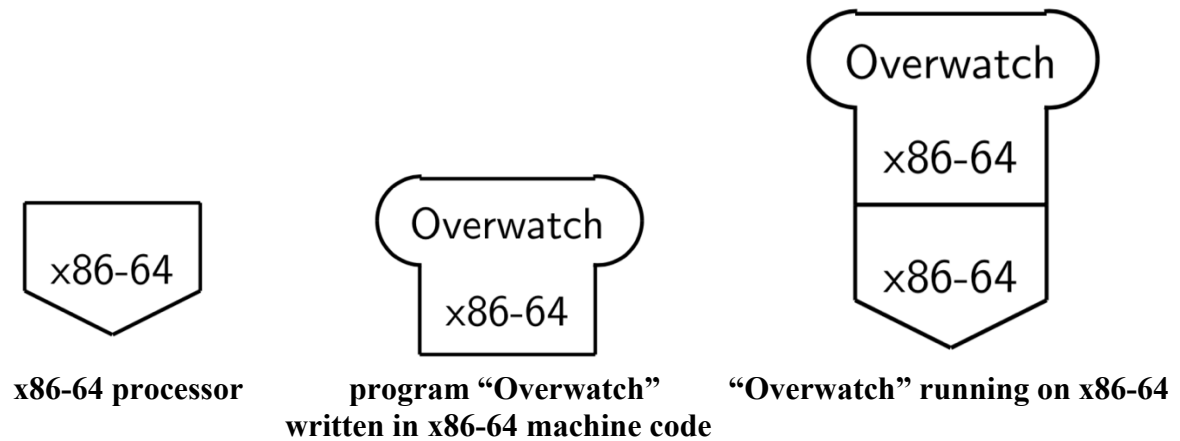 x86-64
x86-64 processor
Overwatch
x86-64
program “Overwatch”
written in x86-64 machine code
Overwatch
x86-64
x86-64
“Overwatch” running on x86-64